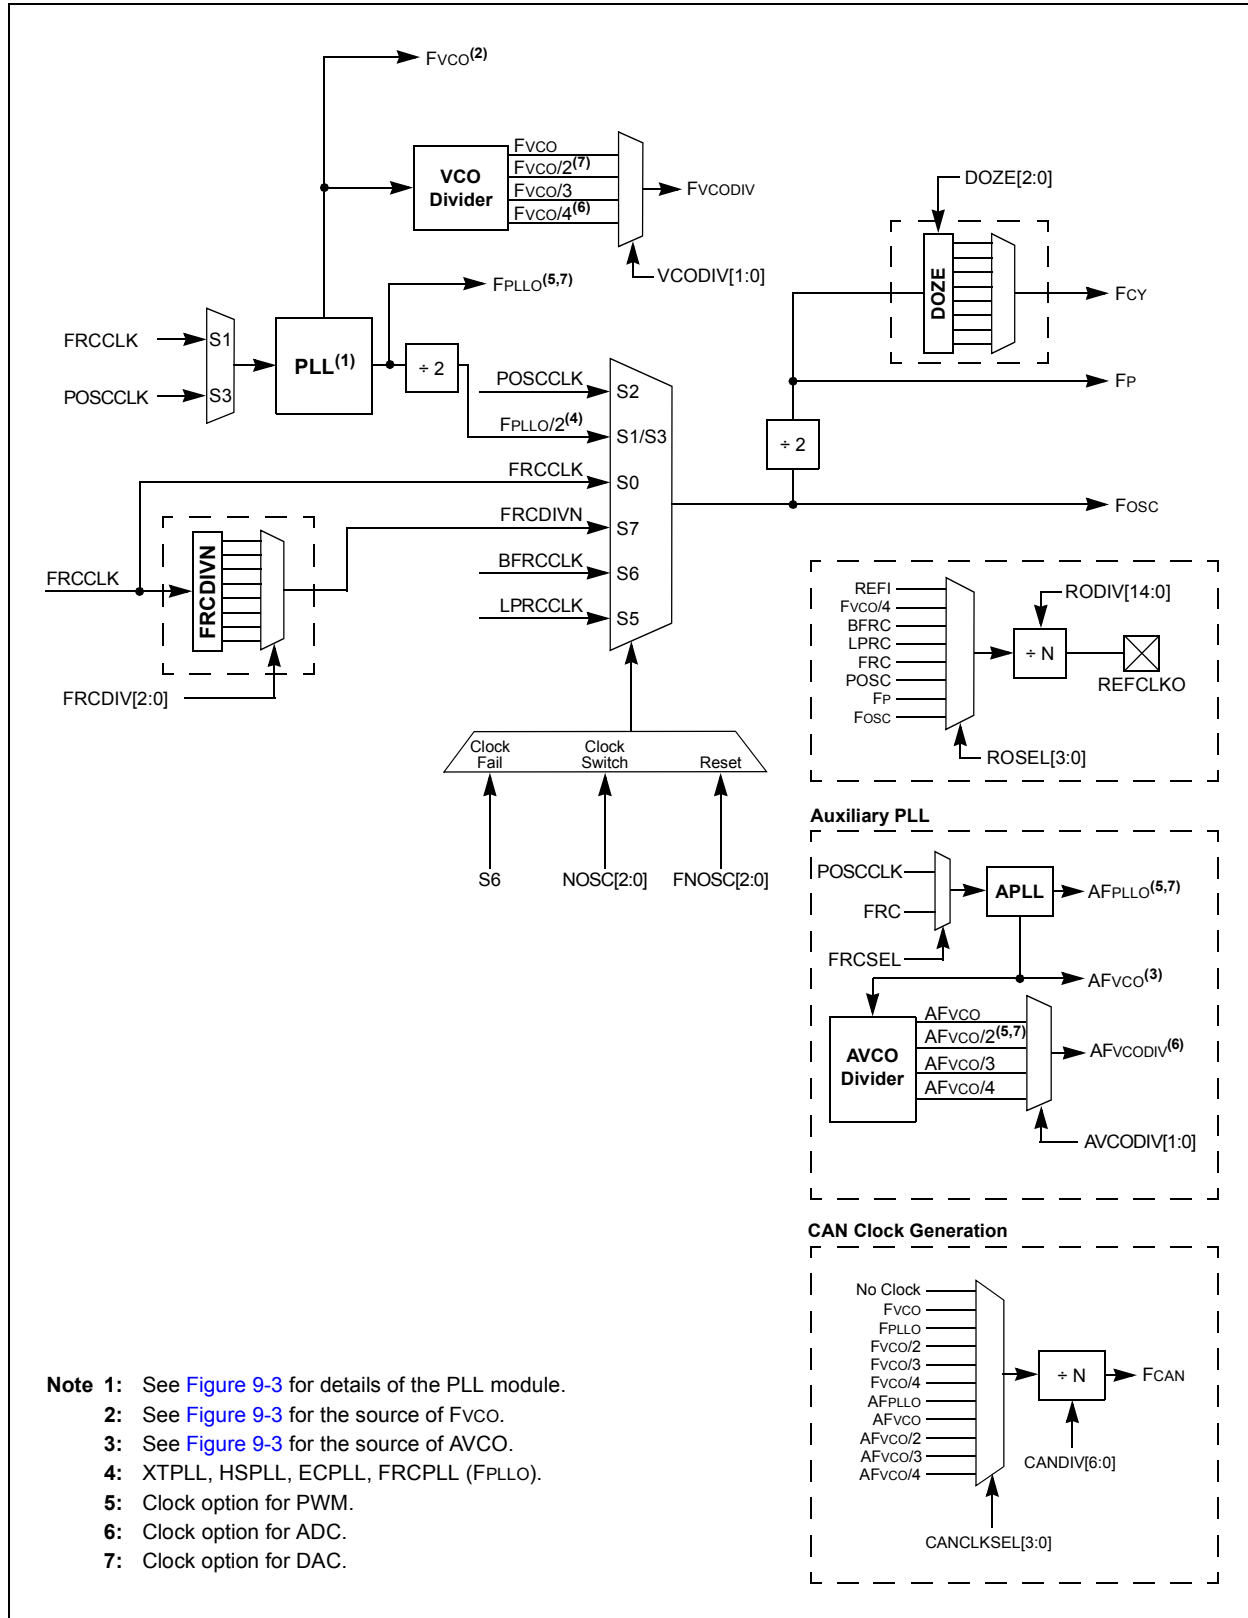 FVCO(2)
VCO
Divider
FVCO
FVCO/2(7)
FVCO/3
FVCO/4(6)
FVCODIV
VCODIV[1:0]
DOZE[2:0]
DOZE
FCY
FPLLO(5,7)
FRCCLK
S1
POSCCLK
S3
PLL(1)
÷ 2
POSCCLK
S2
FPLLO/2(4)
S1/S3
FRCCLK
S0
FRCDIVN
S7
BFRCCLK
S6
LPRCCLK
S5
FP
÷ 2
FOSC
FRCCLK
FRCDIVN
FRCDIV[2:0]
Clock
Fail
Clock
Switch
Reset
S6
NOSC[2:0]
FNOSC[2:0]
REFI
FVCO/4
BFRC
LPRC
FRC
POSC
FP
FOSC
RODIV[14:0]
÷ N
REFCLKO
ROSEL[3:0]
Auxiliary PLL
POSCCLK
FRC
FRCSEL
APLL
AFPLLO(5,7)
AFVCO(3)
AVCO
Divider
AFVCO
AFVCO/2(5,7)
AFVCO/3
AFVCO/4
AFVCODIV(6)
AVCODIV[1:0]
CAN Clock Generation
No Clock
FVCO
FPLLO
FVCO/2
FVCO/3
FVCO/4
AFPLLO
AFVCO
AFVCO/2
AFVCO/3
AFVCO/4
÷ N
FCAN
CANDIV[6:0]
CANCLKSEL[3:0]
Note 1: See Figure 9-3 for details of the PLL module.
2: See Figure 9-3 for the source of FVCO.
3: See Figure 9-3 for the source of AVCO.
4: XTPLL, HSPLL, ECPLL, FRCPLL (FPLLO).
5: Clock option for PWM.
6: Clock option for ADC.
7: Clock option for DAC.